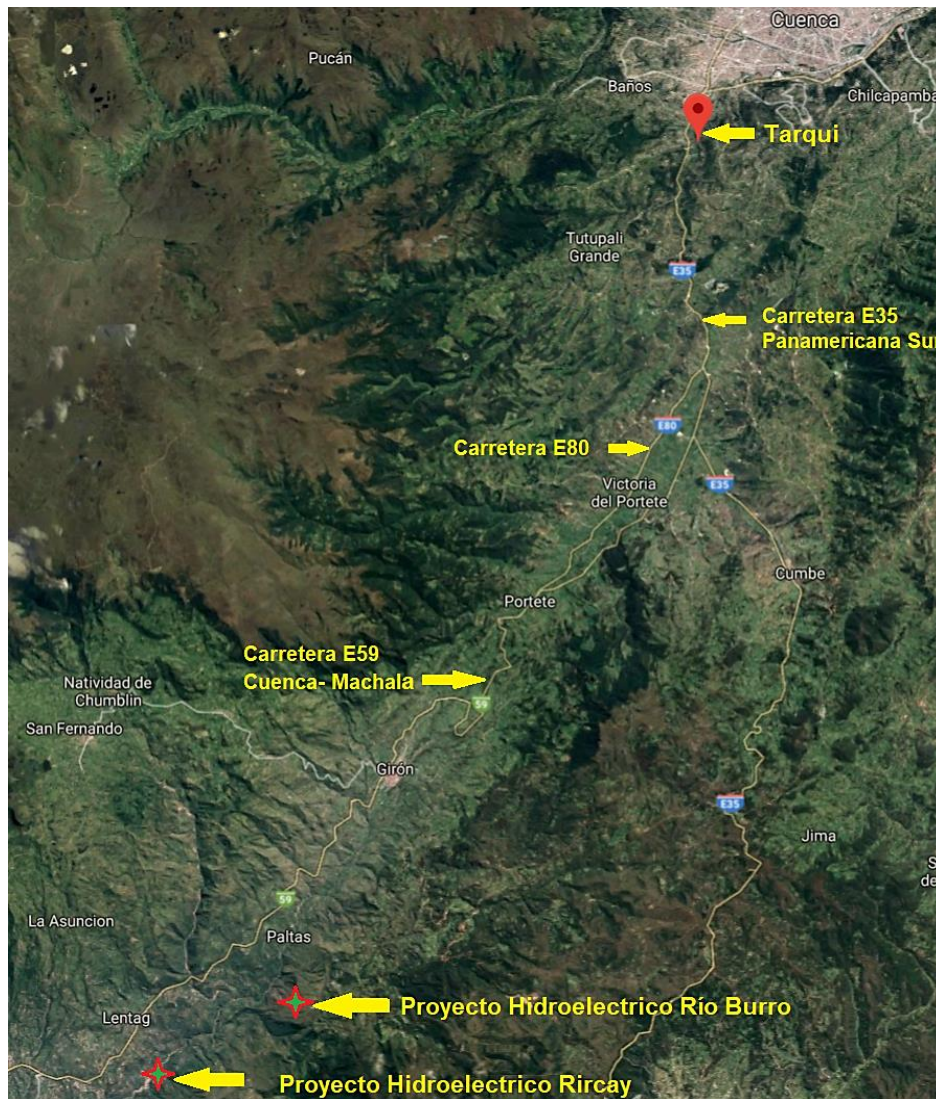 Cuenca
Pucán
Baños
Chilcapamba
Tarqui
Tutupali
Grande
E35
Carretera E35
Panamericana Sur
E80
Carretera E80
Victoria
del Portete
E35
Cumbe
Portete
Carretera E59
Cuenca- Machala
Natividad de
Chumblin
59
San Fernando
Girón
E35
Jima
S
de
59
La Asuncion
Paltas
Proyecto Hidroelectrico Río Burro
Lentag
Proyecto Hidroelectrico Rircay